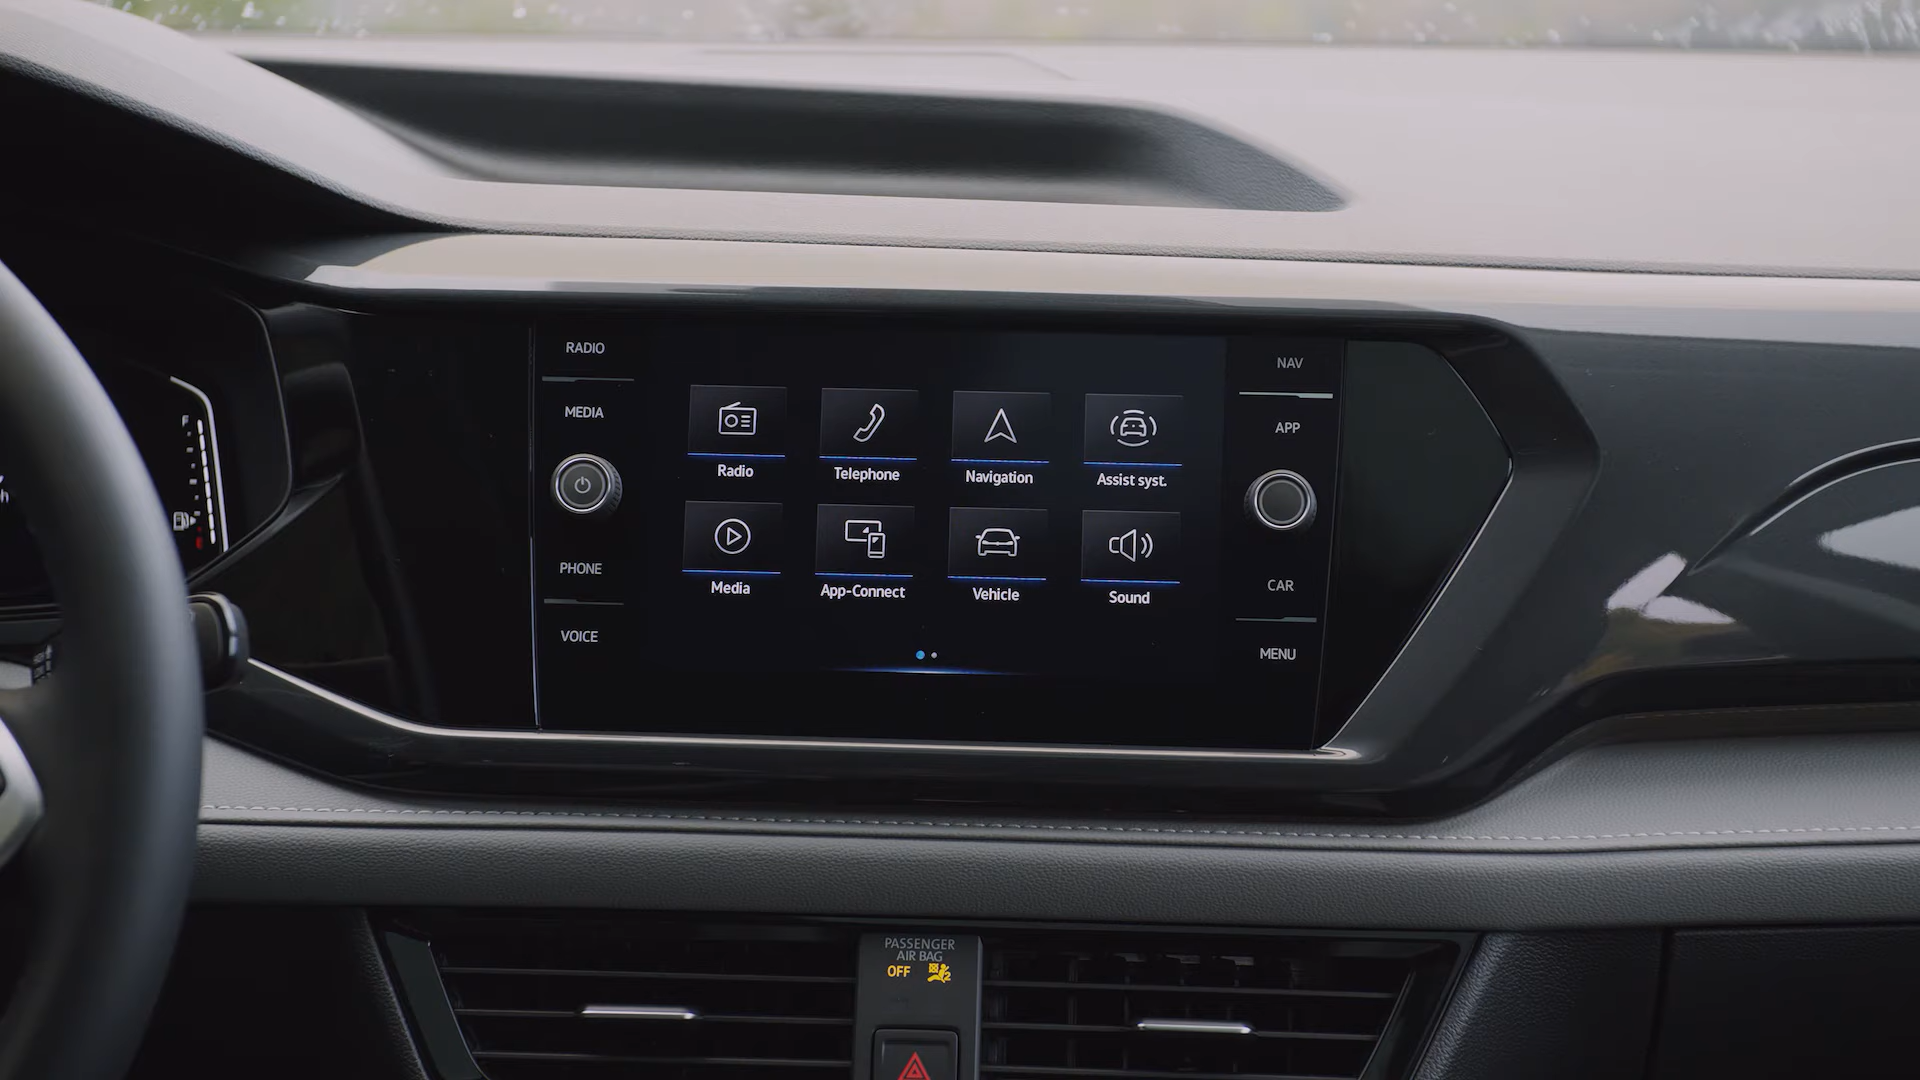 RADIO
MEDIA
PHONE
VOICE
Radio
Telephone
Navigation
Assist syst.
Media
App-Connect
Vehicle
Sound
NAV
APP
CAR
MENU
PASSENGER
AIR BAG
OFF